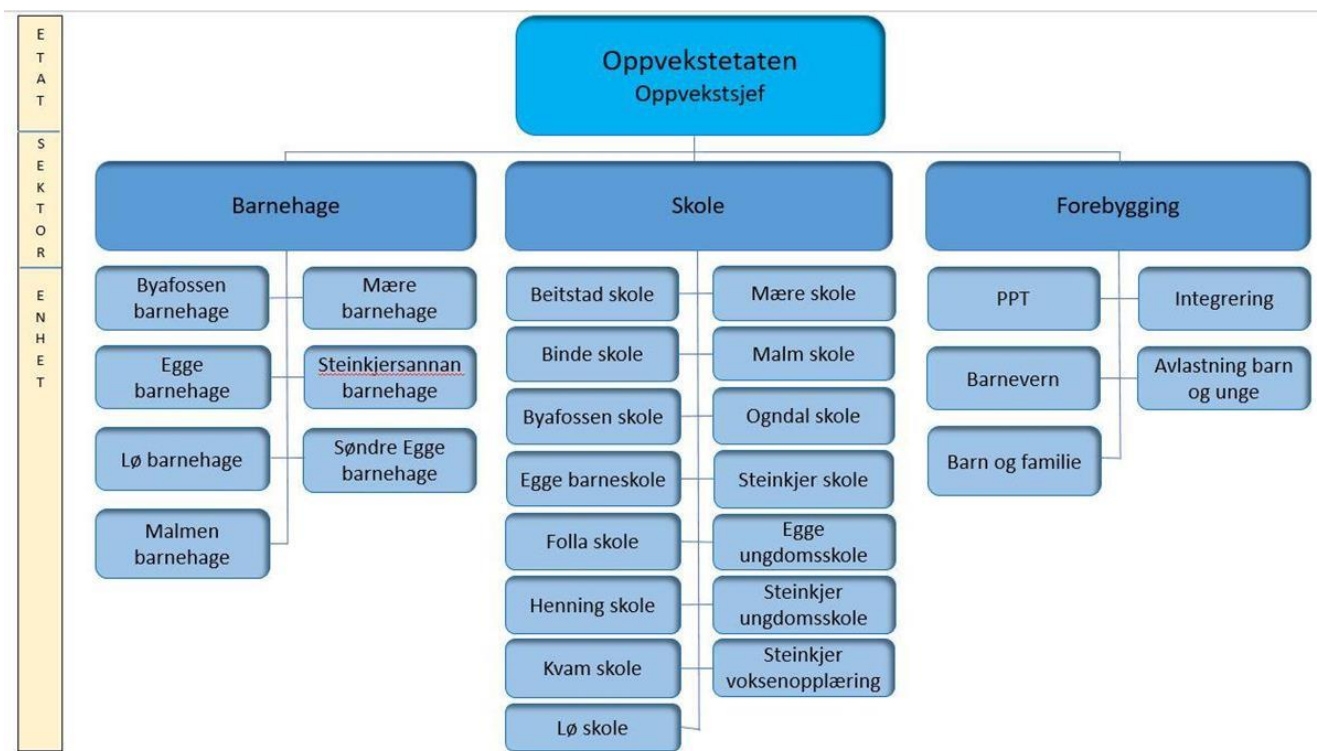 ETAT
SEKTOR
ENHET
Oppvekstetaten
Oppvekstsjef
Barnehage
Skole
Forebygging
Byafossen
barnehage
Mære
barnehage
Egge
barnehage
Steinkjersannan
barnehage
Lø barnehage
Søndre Egge
barnehage
Malmen
barnehage
Beitstad skole
Mære skole
Binde skole
Malm skole
Byafossen skole
Ogndal skole
Egge barneskole
Steinkjer skole
Folla skole
Egge
ungdomsskole
Henning skole
Steinkjer
ungdomsskole
Kvam skole
Steinkjer
voksenopplæring
Lø skole
PPT
Integrering
Barnevern
Avlastning barn
og unge
Barn og familie